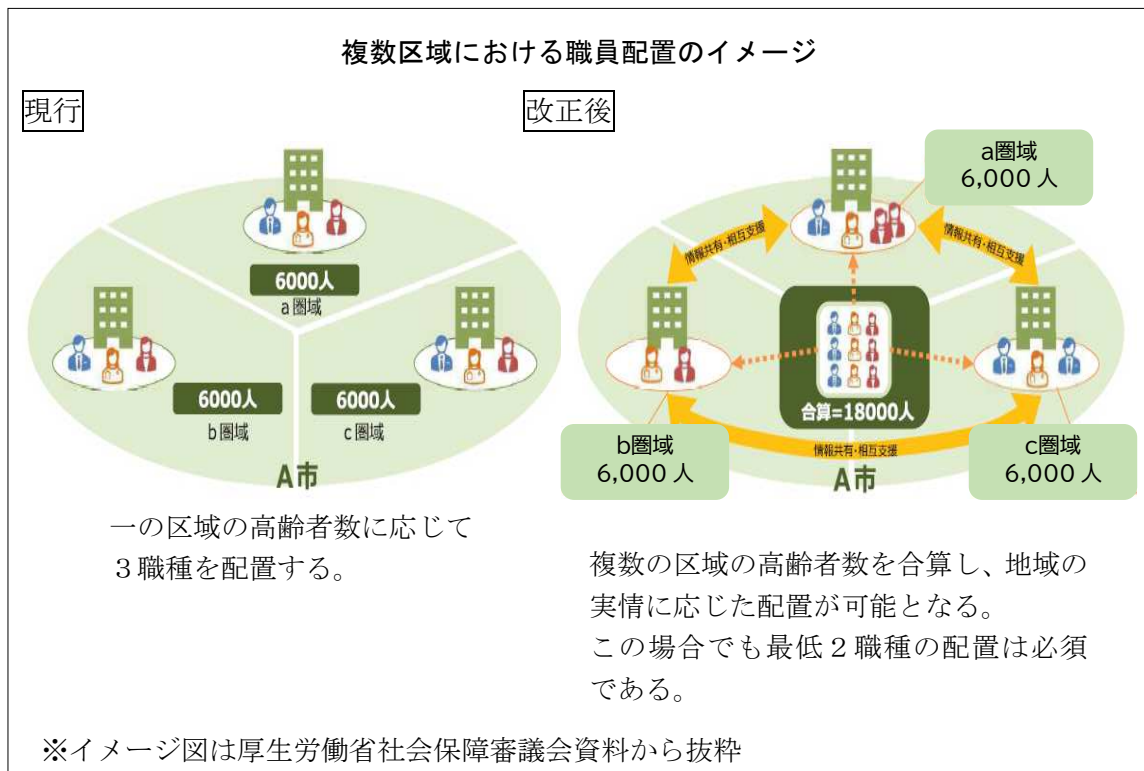 複数区域における職員配置のイメージ
現行
6000人
a圏域
6000人
b圏域
6000人
c圏域
A市
一の区域の高齢者数に応じて
３職種を配置する。
改正後
a圏域
6,000 人
情報共有・相互支援
情報共有・相互支援
合算=18000人
b圏域
6,000 人
情報共有・相互支援
c圏域
6,000 人
A市
複数の区域の高齢者数を合算し、地域の
実情に応じた配置が可能となる。
この場合でも最低２職種の配置は必須
である。
※イメージ図は厚生労働省社会保障審議会資料から抜粋